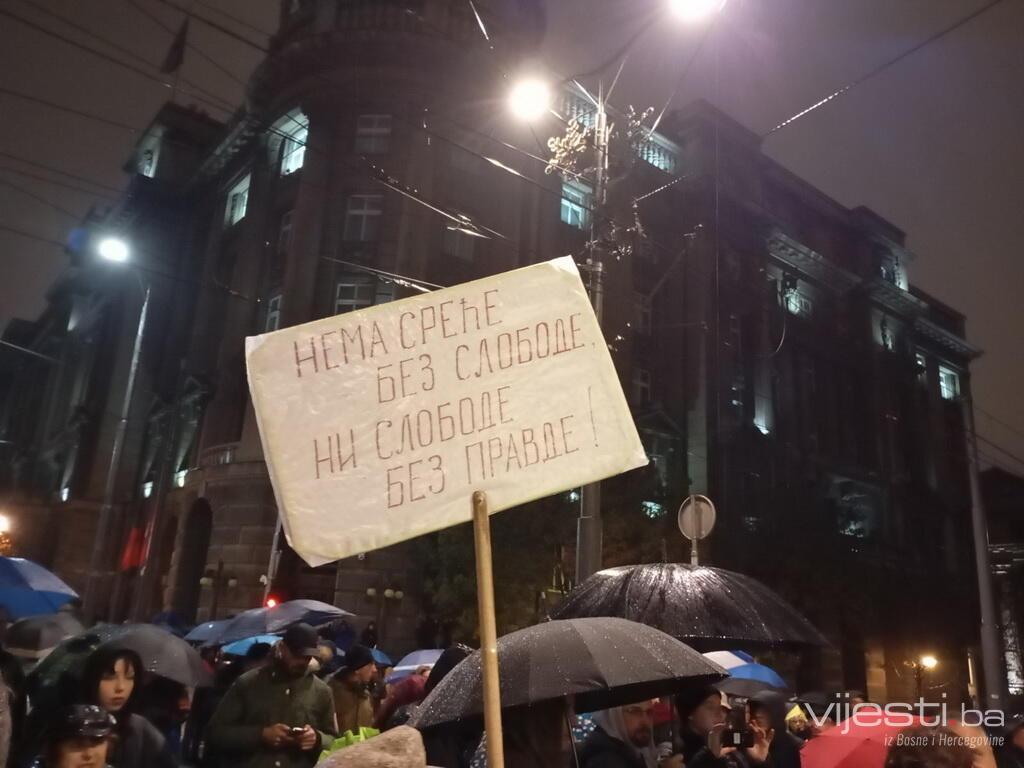 НЕМА СРЕЋЕ
БЕЗ СЛОБОДЕ,
НИ СЛОБОДЕ
БЕЗ ПРАВДЕ!
vijesti ba
iz Bosne i Hercegovine